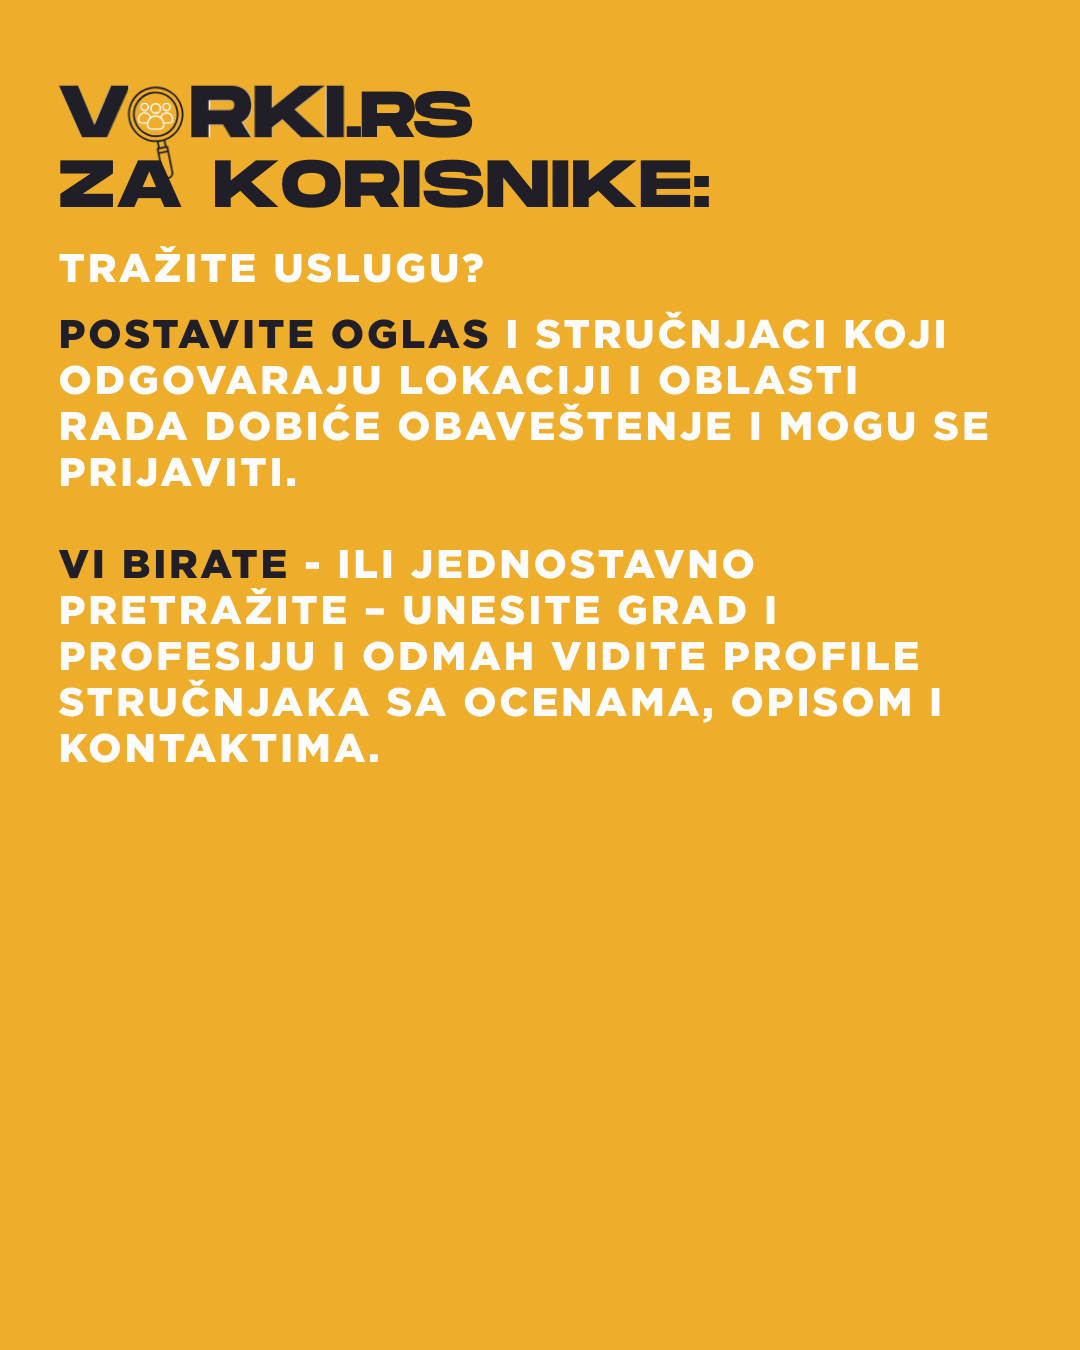 VORKI.RS
ZA KORISNIKE:
TRAŽITE USLUGU?
POSTAVITE OGLAS I STRUČNJACI KOJI
ODGOVARAJU LOKACIJI I OBLASTI
RADA DOBIĆE OBAVEŠTENJE I MOGU SE
PRIJAVITI.
VI BIRATE - ILI JEDNOSTAVNO
PRETRAŽITE – UNESITE GRAD I
PROFESIJU I ODMAH VIDITE PROFILE
STRUČNJAKA SA OCENAMA, OPISOM I
KONTAKTIMA.